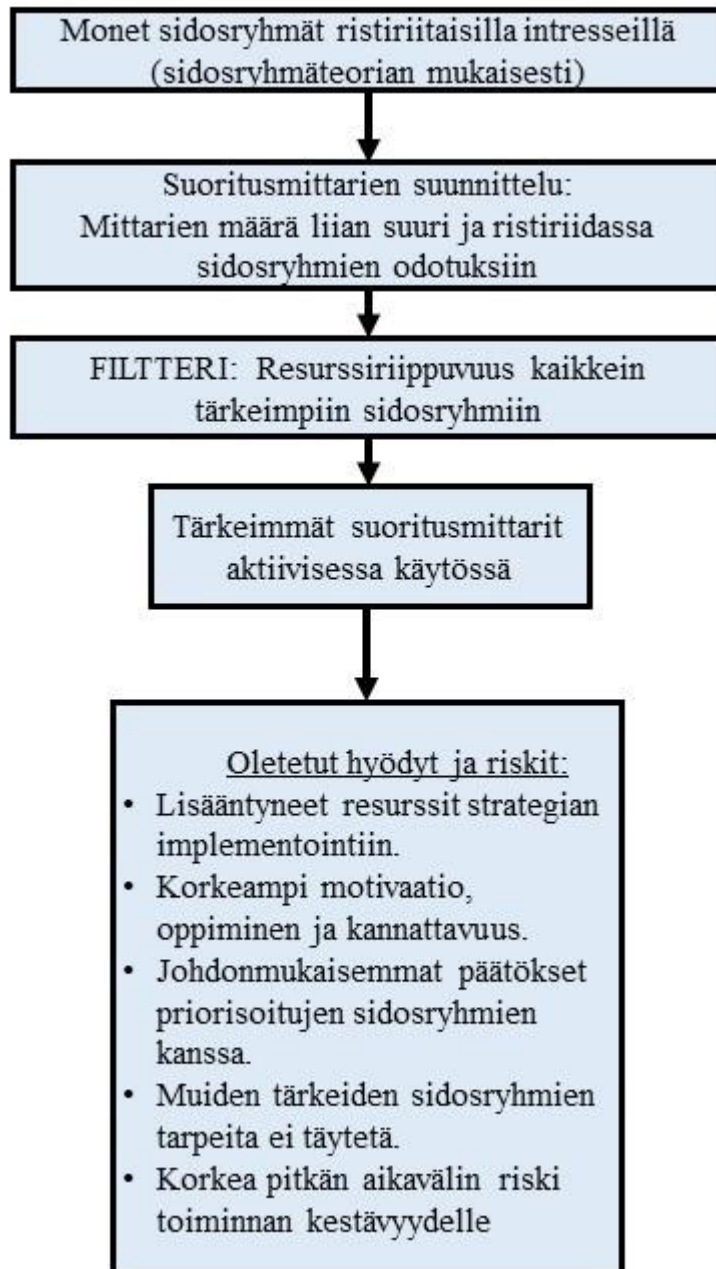 Monet sidosryhmät ristiriitaisilla intresseillä
(sidosryhmäteorian mukaisesti)
Suoritusmittarien suunnittelu:
Mittarien määrä liian suuri ja ristiriidassa
sidosryhmien odotuksiin
FILTTERI: Resurssiriippuvuus kaikkein
tärkeimpiin sidosryhmiin
Tärkeimmät suoritusmittarit
aktiivisessa käytössä
Oletetut hyödyt ja riskit:
• Lisääntyneet resurssit strategian
implementointiin.
• Korkeampi motivaatio,
oppiminen ja kannattavuus.
• Johdonmukaisemmat päätökset
priorisoitujen sidosryhmien
kanssa.
• Muiden tärkeiden sidosryhmien
tarpeita ei täytetä.
• Korkea pitkän aikavälin riski
toiminnan kestävyydelle